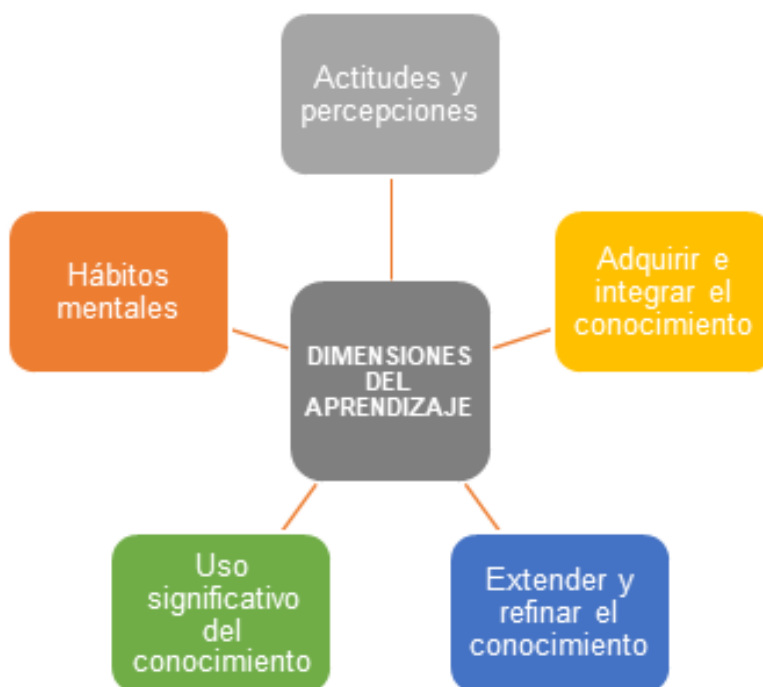 Actitudes y
percepciones
Adquirir e
integrar el
conocimiento
Extender y
refinar el
conocimiento
Uso
significativo
del
conocimiento
Hábitos
mentales
DIMENSIONES
DEL
APRENDIZAJE